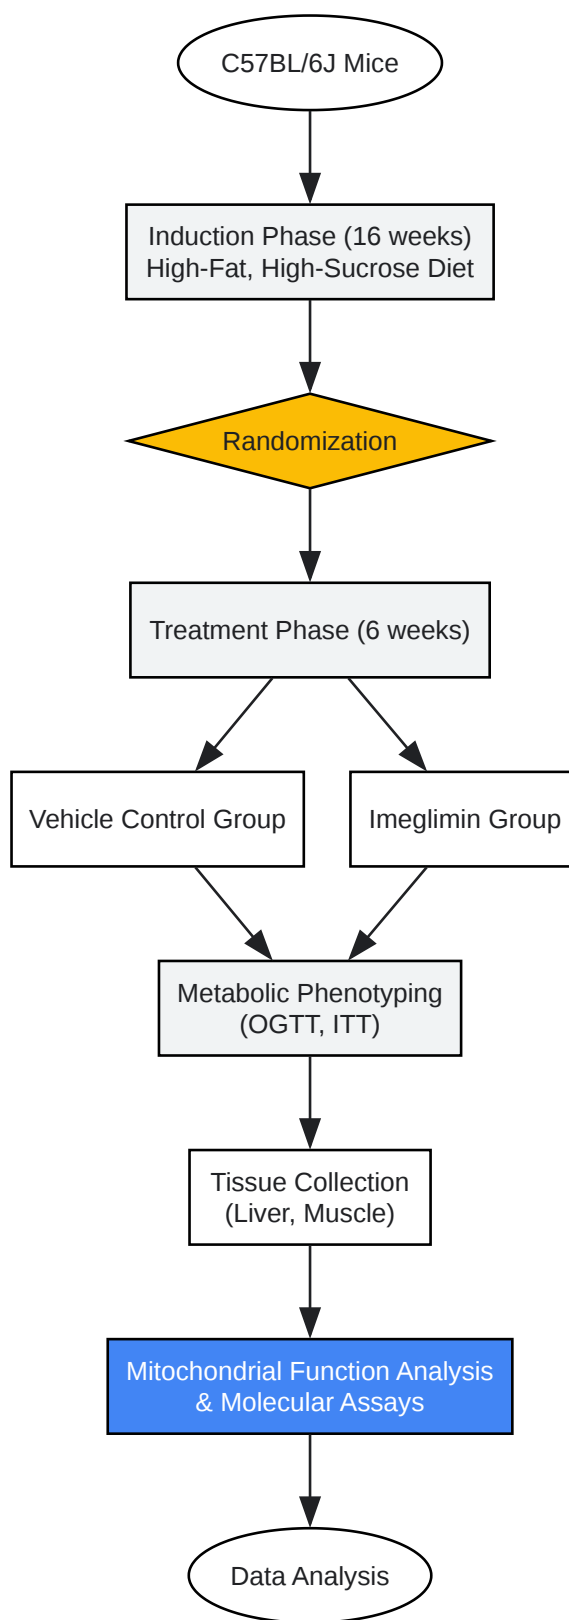 C57BL/6J Mice
Induction Phase (16 weeks)
High-Fat, High-Sucrose Diet
Randomization
Treatment Phase (6 weeks)
Vehicle Control Group
Imeglimin Group
Metabolic Phenotyping
(OGTT, ITT)
Tissue Collection
(Liver, Muscle)
Mitochondrial Function Analysis
& Molecular Assays
Data Analysis